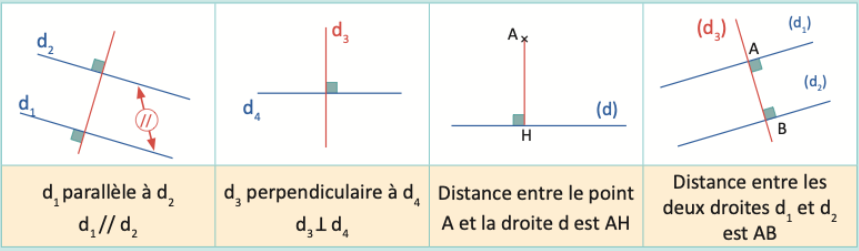 d₂
d₁
//
d₁ parallèle à d₂
d₁ // d₂
d₃
d₄
d₃ perpendiculaire à d₄
d₃ ⊥ d₄
A
(d)
H
Distance entre le point
A et la droite d est AH
(d₃)
(d₁)
A
(d₂)
B
Distance entre les
deux droites d₁ et d₂
est AB